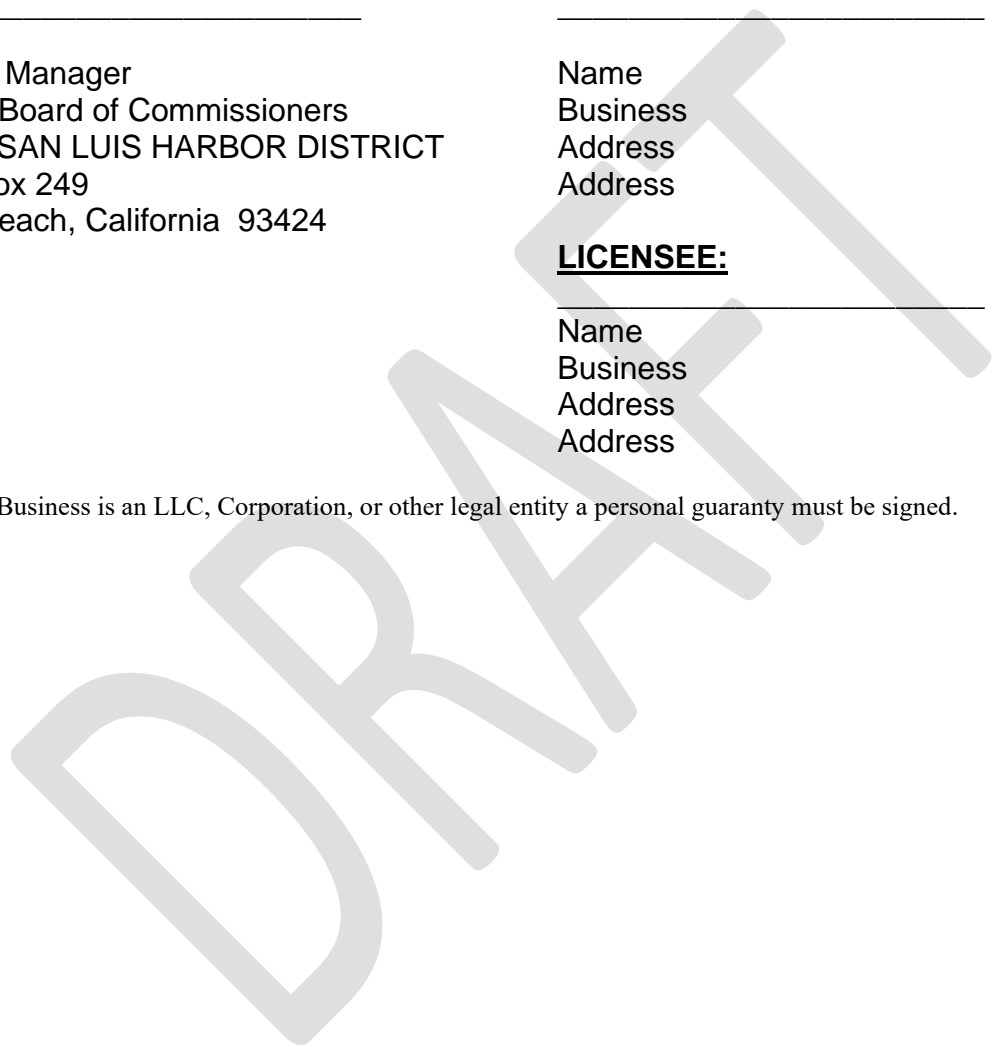 Manager
Board of Commissioners
SAN LUIS HARBOR DISTRICT
ox 249
each, California 93424
Name
Business
Address
Address
LICENSEE:
Name
Business
Address
Address
Business is an LLC, Corporation, or other legal entity a personal guaranty must be signed.
DRAFT